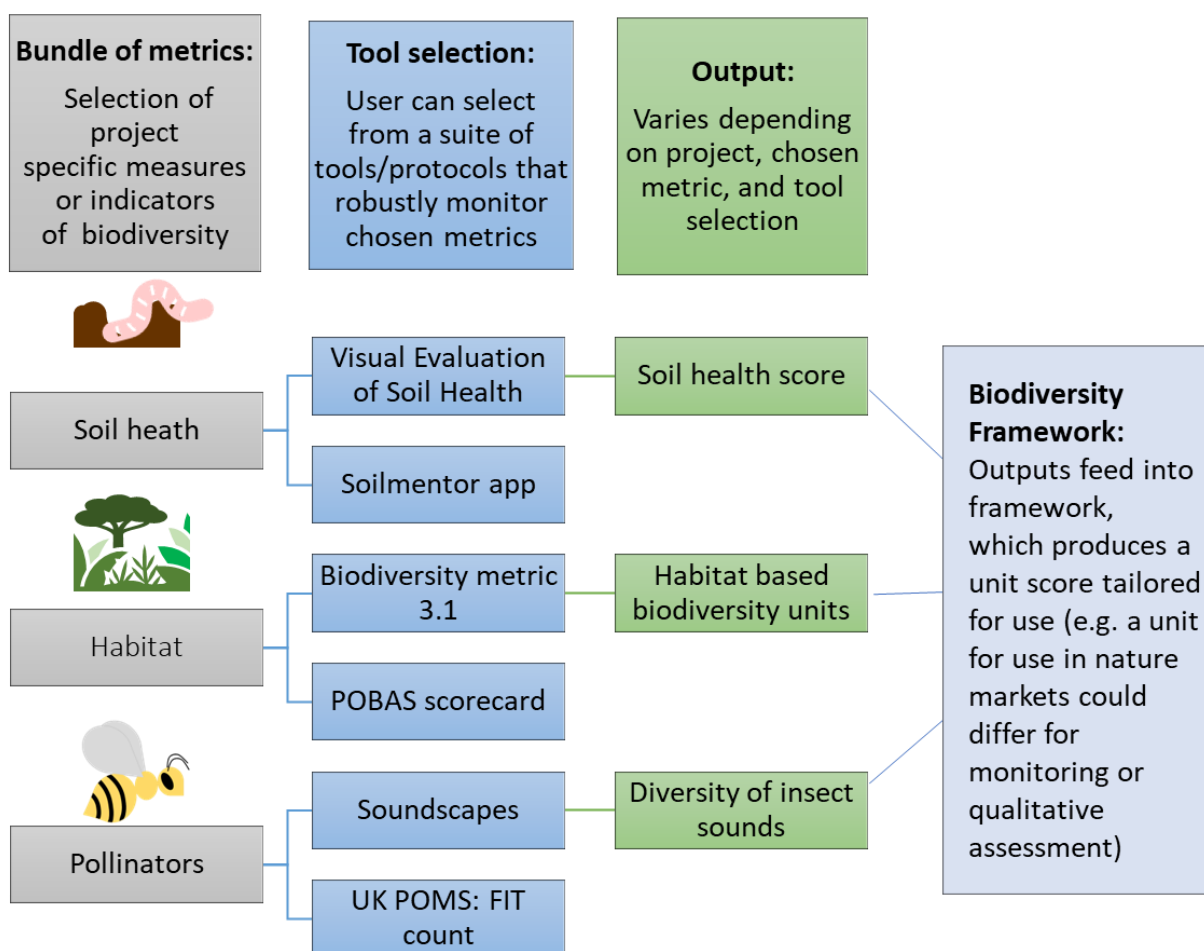 Bundle of metrics:
Selection of
project
specific measures
or indicators
of biodiversity
Tool selection:
User can select
from a suite of
tools/protocols that
robustly monitor
chosen metrics
Output:
Varies depending
on project, chosen
metric, and tool
selection
Soil heath
Visual Evaluation
of Soil Health
Soilmentor app
Soil health score
Habitat
Biodiversity metric
3.1
POBAS scorecard
Habitat based
biodiversity units
Pollinators
Soundscapes
UK POMS: FIT
count
Diversity of insect
sounds
Biodiversity
Framework:
Outputs feed into
framework,
which produces a
unit score tailored
for use (e.g. a unit
for use in nature
markets could
differ for
monitoring or
qualitative
assessment)